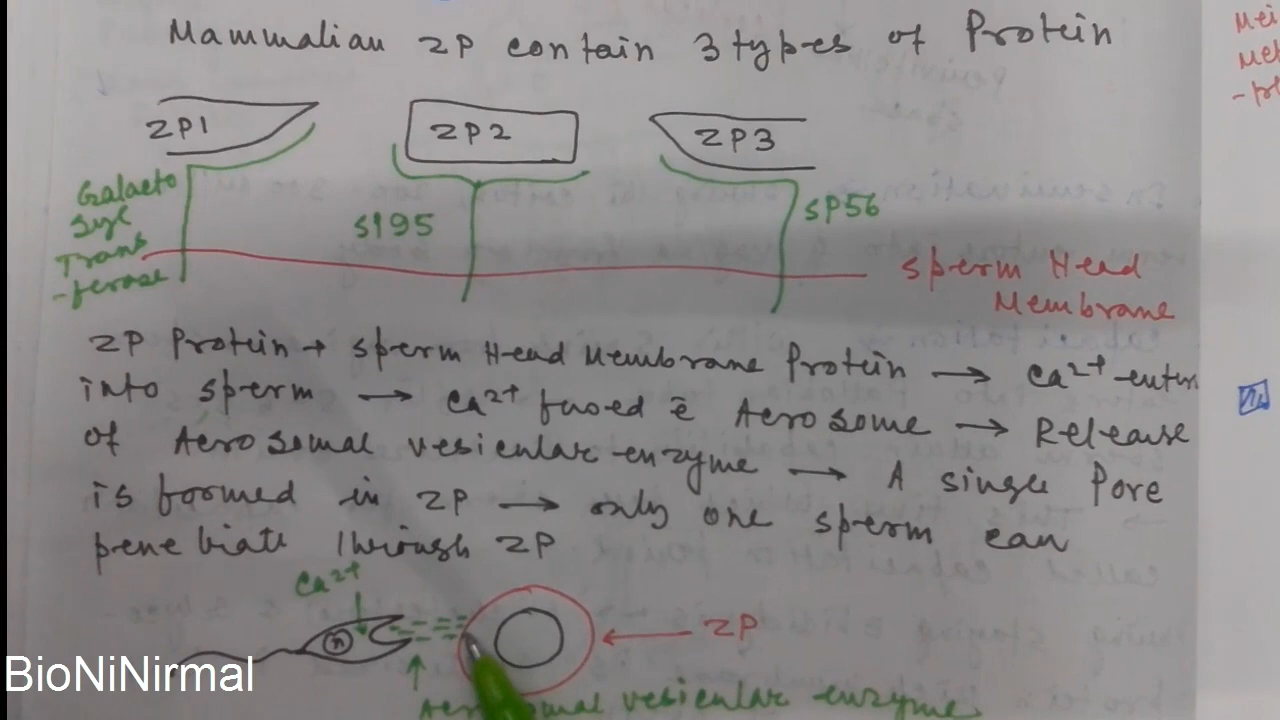 Mammalian ZP contain 3 types of Protein
ZP1
ZP2
ZP3
Galacto
syl
Trans
-ferase
S195
SP56
Sperm Head
Membrane
ZP Protein → Sperm Head Membrane Protein → Ca2+ enter
into sperm → Ca2+ fused c̄ Acrosome → Release
of Acrosomal vesicular enzyme → A single Pore
is formed in ZP → only one sperm can
penetrate through ZP
Ca2+
n
ZP
vesicular enzyme
BioNiNirmal